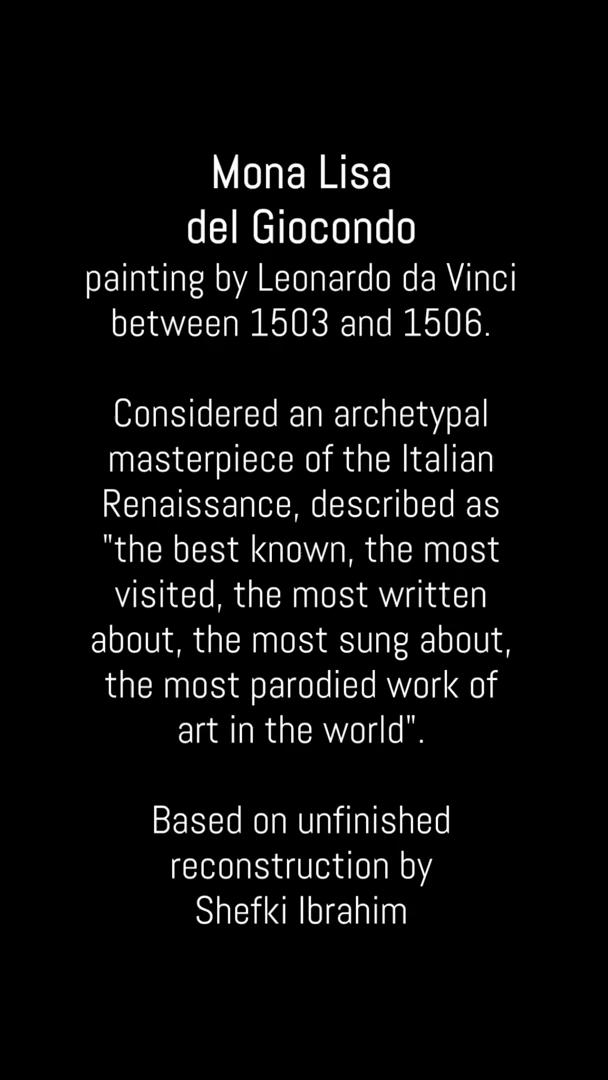 Mona Lisa
del Giocondo
painting by Leonardo da Vinci
between 1503 and 1506.
Considered an archetypal
masterpiece of the Italian
Renaissance, described as
"the best known, the most
visited, the most written
about, the most sung about,
the most parodied work of
art in the world".
Based on unfinished
reconstruction by
Shefki Ibrahim